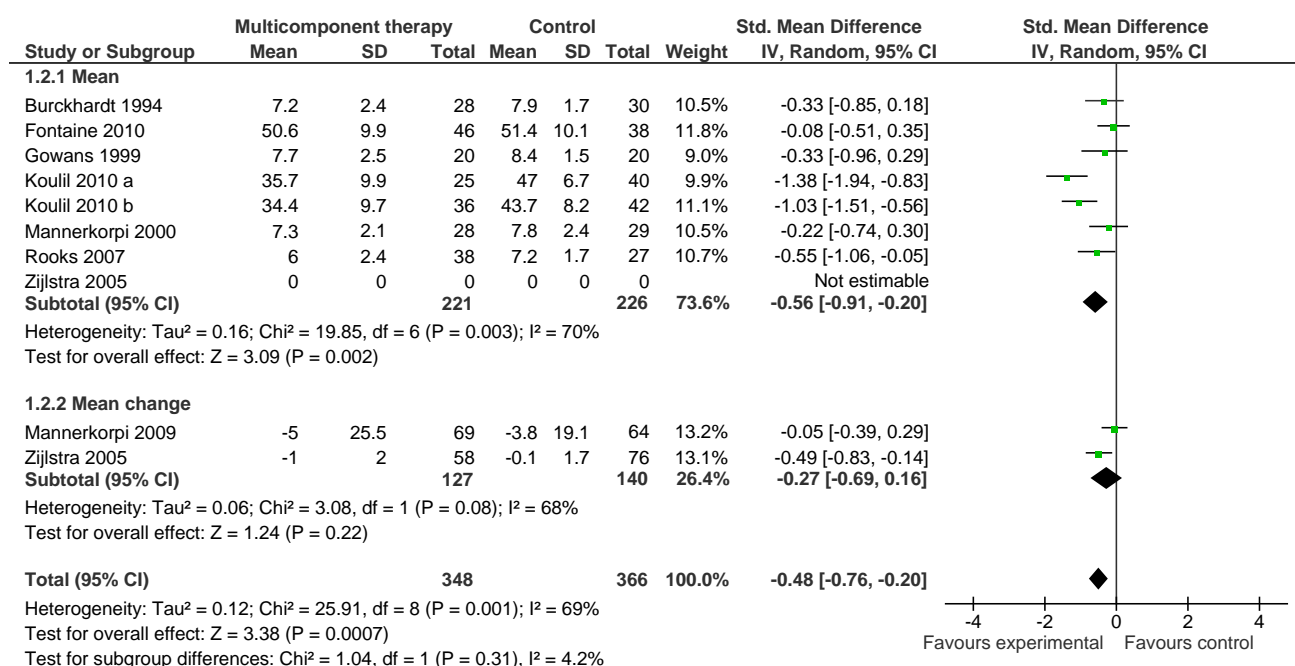 Multicomponent therapy Control Std. Mean Difference Std. Mean Difference
Study or Subgroup Mean SD Total Mean SD Total Weight IV, Random, 95% CI IV, Random, 95% CI
1.2.1 Mean
Burckhardt 1994 7.2 2.4 28 7.9 1.7 30 10.5% -0.33 [-0.85, 0.18]
Fontaine 2010 50.6 9.9 46 51.4 10.1 38 11.8% -0.08 [-0.51, 0.35]
Gowans 1999 7.7 2.5 20 8.4 1.5 20 9.0% -0.33 [-0.96, 0.29]
Koulil 2010 a 35.7 9.9 25 47 6.7 40 9.9% -1.38 [-1.94, -0.83]
Koulil 2010 b 34.4 9.7 36 43.7 8.2 42 11.1% -1.03 [-1.51, -0.56]
Mannerkorpi 2000 7.3 2.1 28 7.8 2.4 29 10.5% -0.22 [-0.74, 0.30]
Rooks 2007 6 2.4 38 7.2 1.7 27 10.7% -0.55 [-1.06, -0.05]
Zijlstra 2005 0 0 0 0 0 0 Not estimable
Subtotal (95% CI) 221 226 73.6% -0.56 [-0.91, -0.20]
Heterogeneity: Tau² = 0.16; Chi² = 19.85, df = 6 (P = 0.003); I² = 70%
Test for overall effect: Z = 3.09 (P = 0.002)
1.2.2 Mean change
Mannerkorpi 2009 -5 25.5 69 -3.8 19.1 64 13.2% -0.05 [-0.39, 0.29]
Zijlstra 2005 -1 2 58 -0.1 1.7 76 13.1% -0.49 [-0.83, -0.14]
Subtotal (95% CI) 127 140 26.4% -0.27 [-0.69, 0.16]
Heterogeneity: Tau² = 0.06; Chi² = 3.08, df = 1 (P = 0.08); I² = 68%
Test for overall effect: Z = 1.24 (P = 0.22)
Total (95% CI) 348 366 100.0% -0.48 [-0.76, -0.20]
Heterogeneity: Tau² = 0.12; Chi² = 25.91, df = 8 (P = 0.001); I² = 69%
Test for overall effect: Z = 3.38 (P = 0.0007)
Test for subgroup differences: Chi² = 1.04, df = 1 (P = 0.31), I² = 4.2%
-4 -2 0 2 4
Favours experimental Favours control